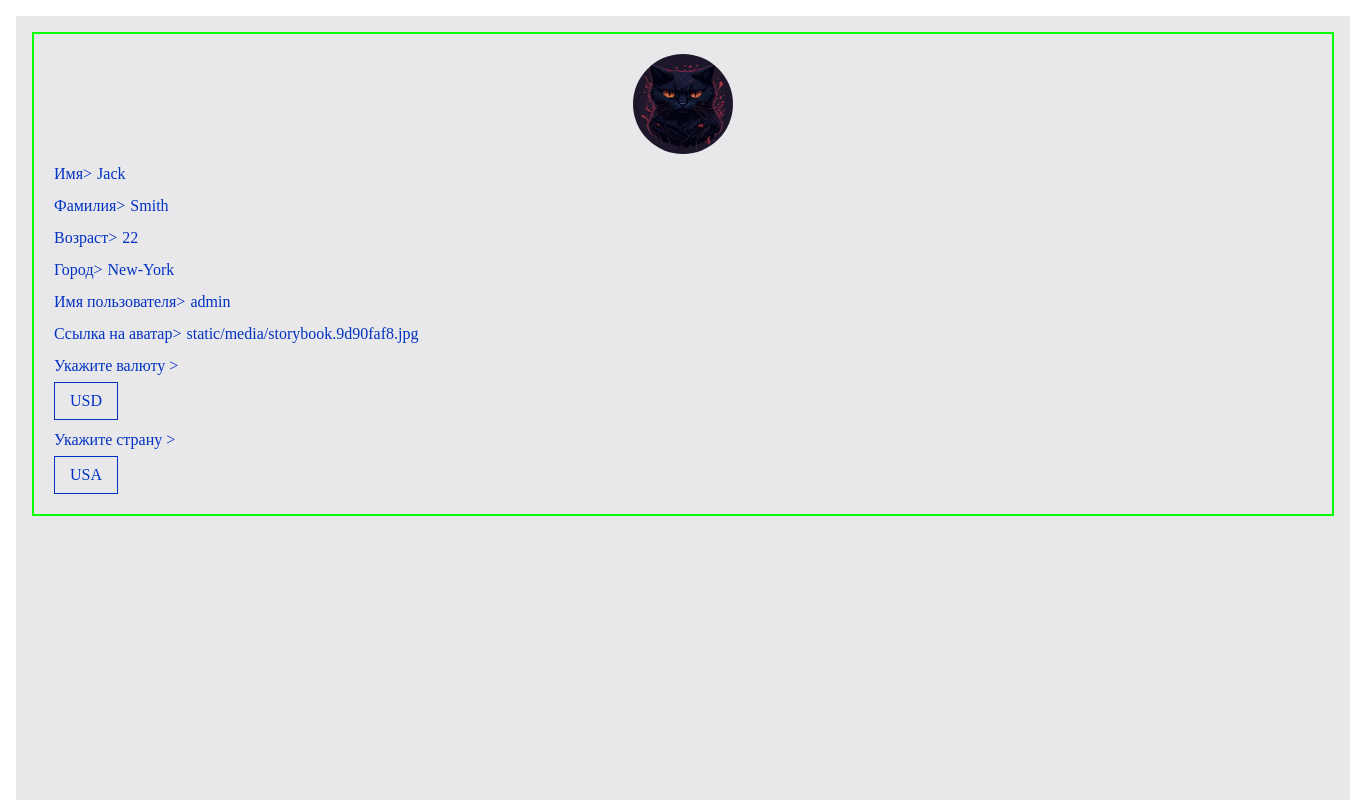 Имя> Jack
Фамилия> Smith
Возраст> 22
Город> New-York
Имя пользователя> admin
Ссылка на аватар> static/media/storybook.9d90faf8.jpg
Укажите валюту >
USD
Укажите страну >
USA